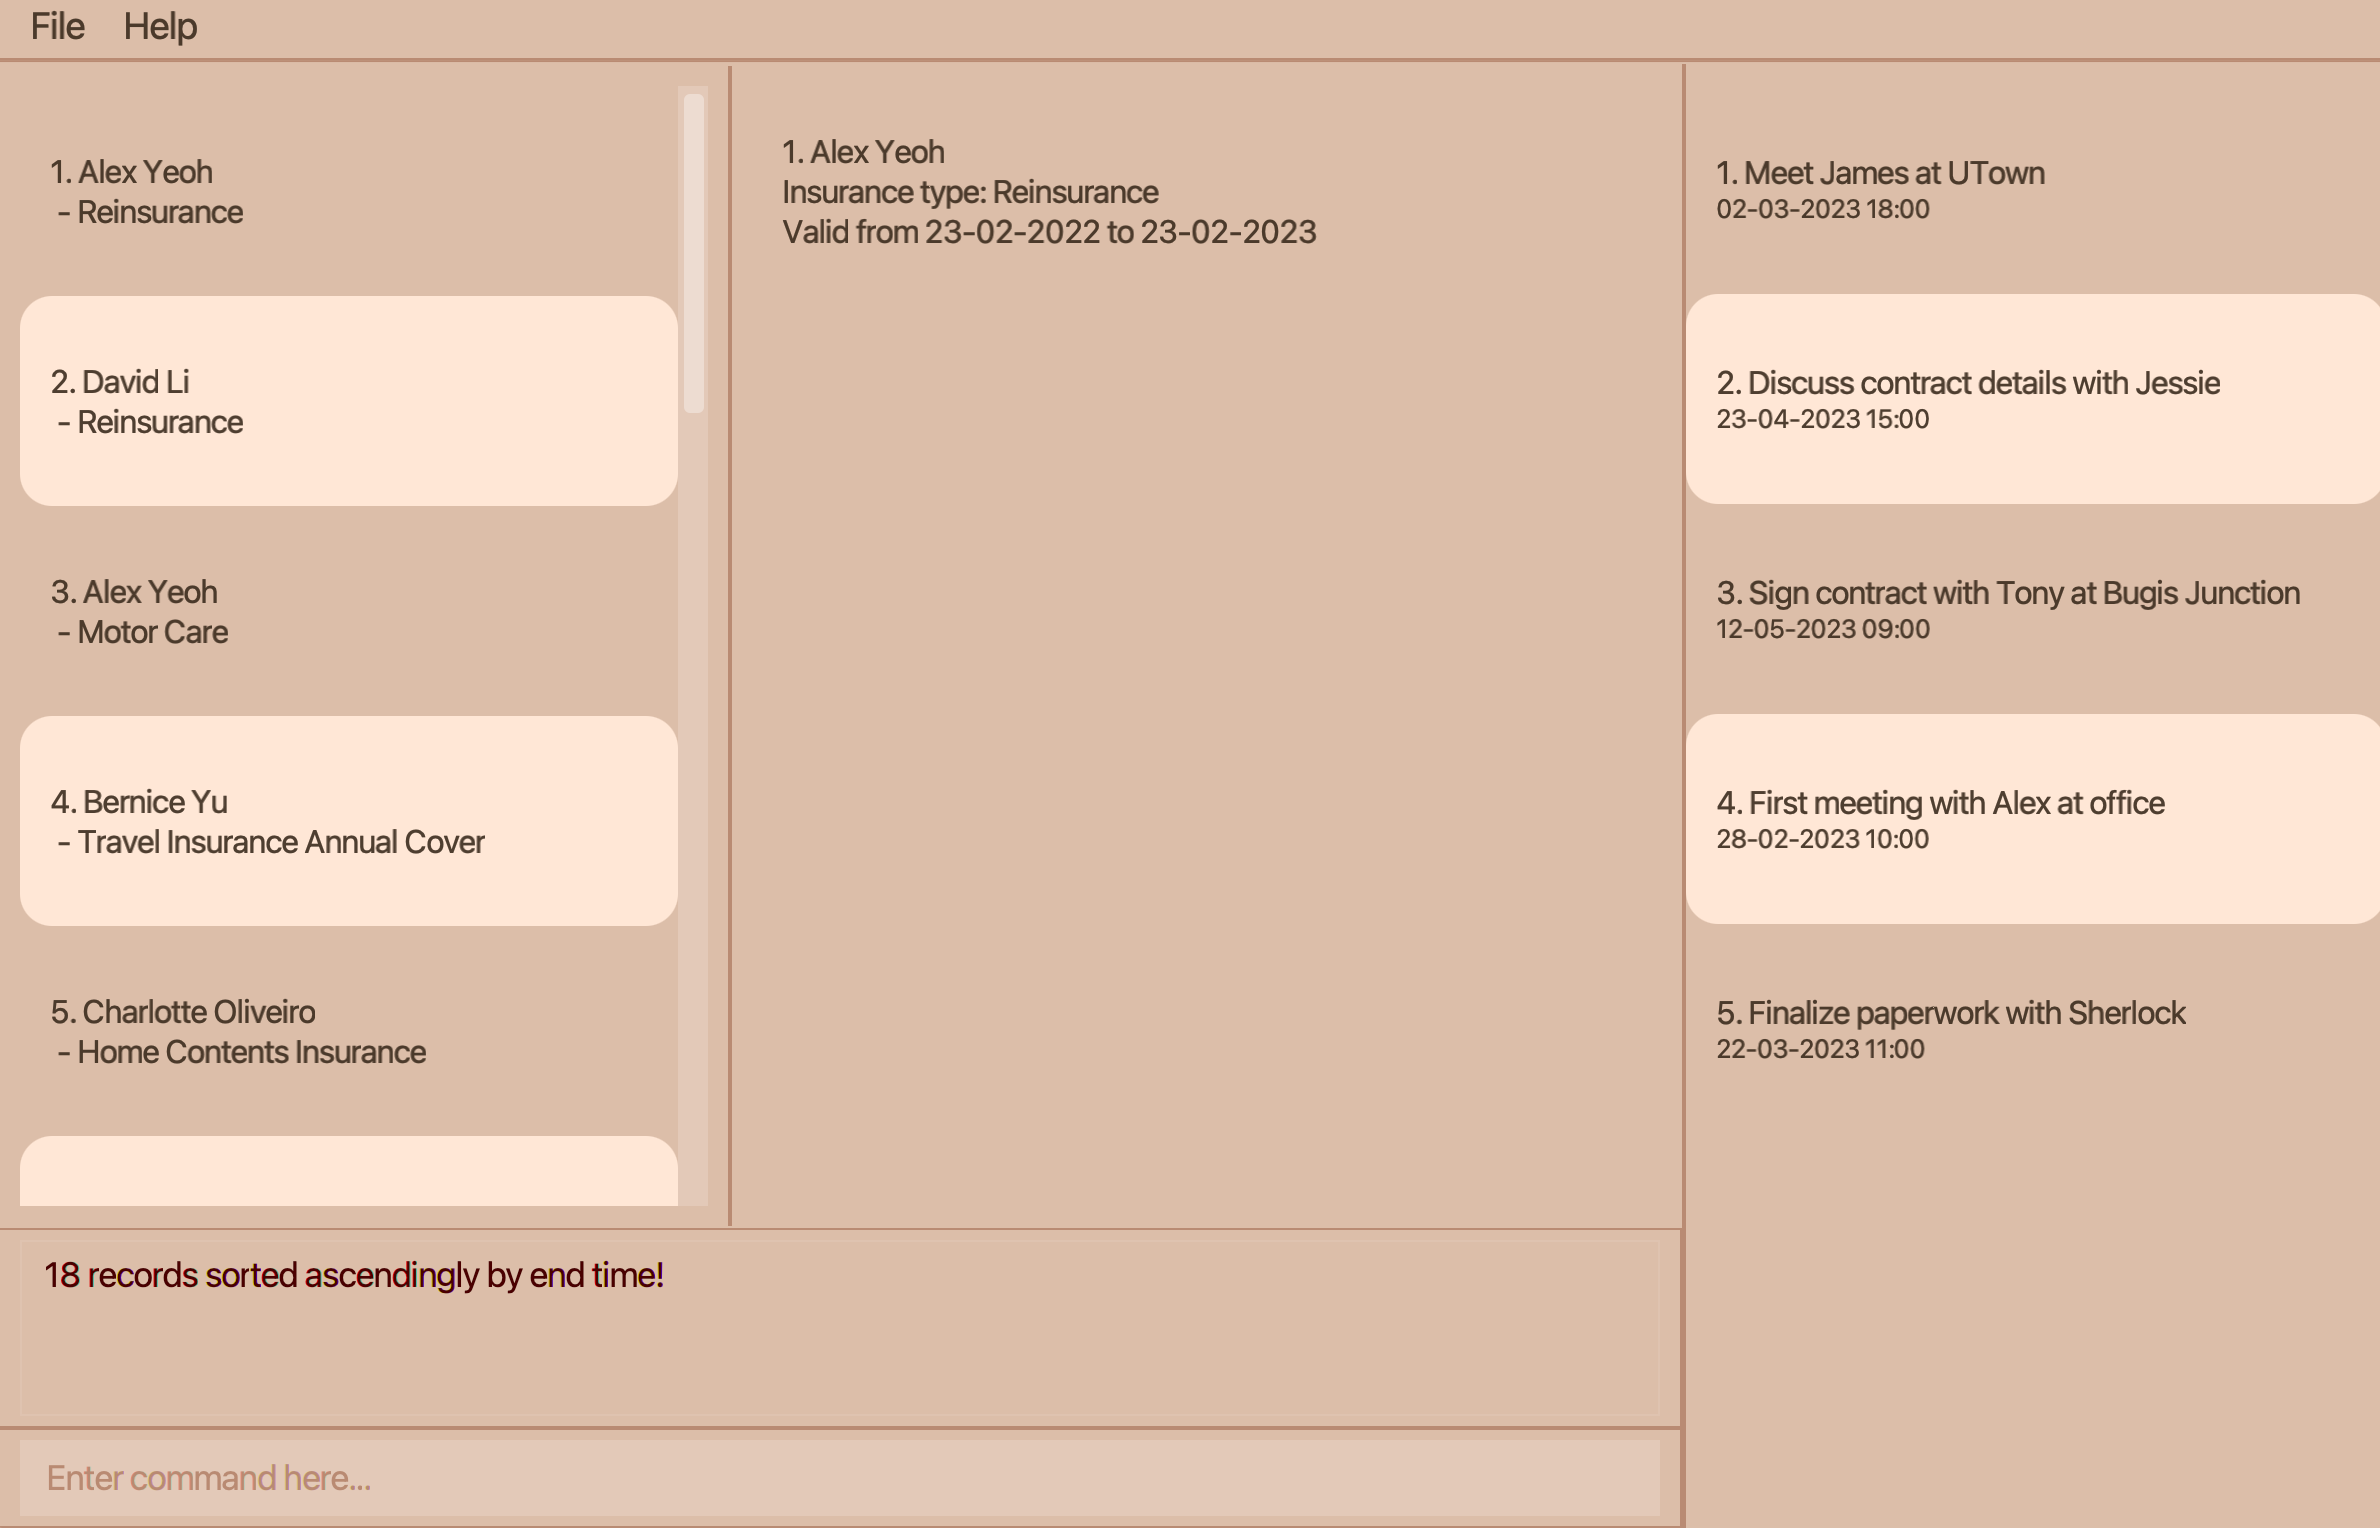 File Help
1. Alex Yeoh
- Reinsurance
2. David Li
- Reinsurance
3. Alex Yeoh
- Motor Care
4. Bernice Yu
- Travel Insurance Annual Cover
5. Charlotte Oliveiro
- Home Contents Insurance
1. Alex Yeoh
Insurance type: Reinsurance
Valid from 23-02-2022 to 23-02-2023
1. Meet James at UTown
02-03-2023 18:00
2. Discuss contract details with Jessie
23-04-2023 15:00
3. Sign contract with Tony at Bugis Junction
12-05-2023 09:00
4. First meeting with Alex at office
28-02-2023 10:00
5. Finalize paperwork with Sherlock
22-03-2023 11:00
18 records sorted ascendingly by end time!
Enter command here...